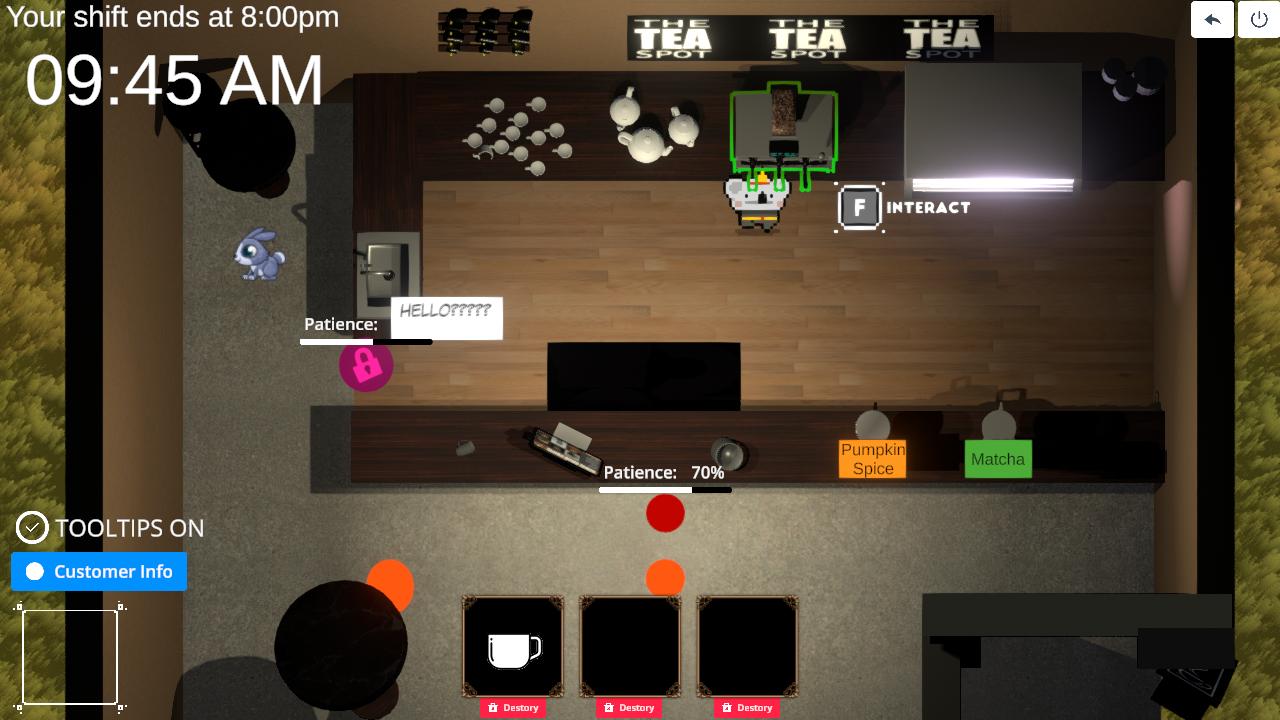 Your shift ends at 8:00pm
09:45 AM
THE TEA SPOT
THE TEA SPOT
THE TEA SPOT
F INTERACT
HELLO?????
Patience:
Pumpkin
Spice
Matcha
Patience: 70%
TOOLTIPS ON
Customer Info
Destory
Destory
Destory